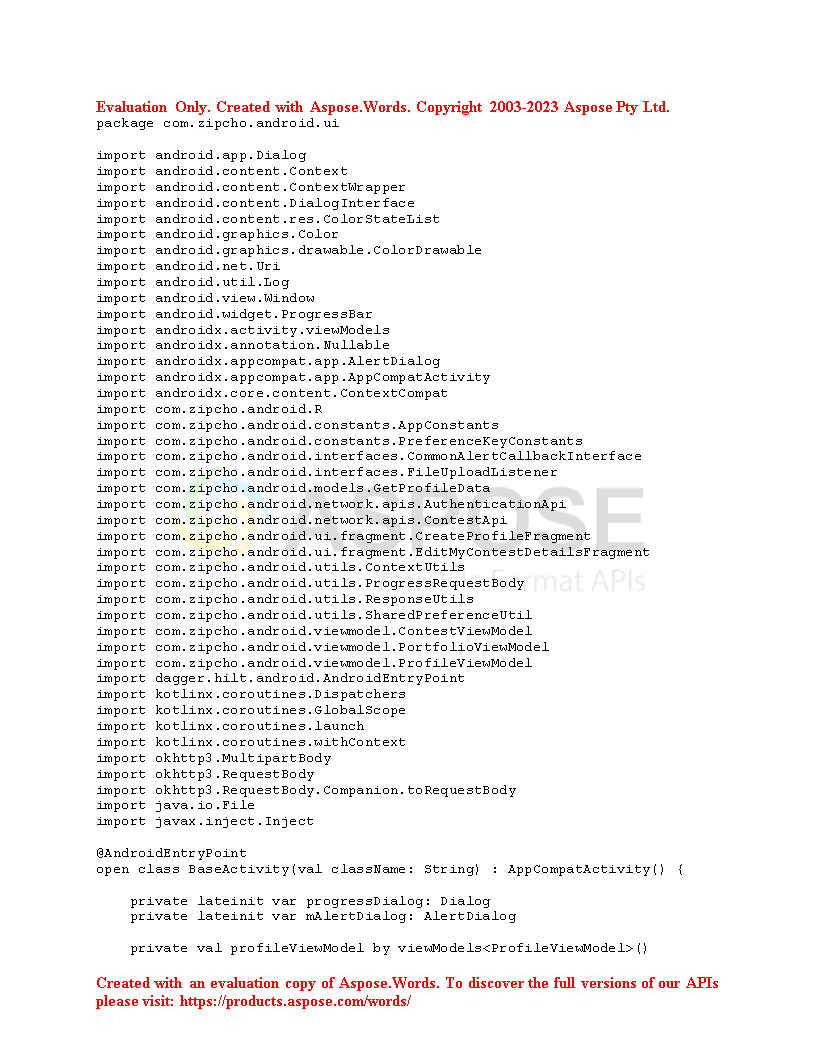 Evaluation Only. Created with Aspose.Words. Copyright 2003-2023 Aspose Pty Ltd.
package com.zipcho.android.ui
import android.app.Dialog
import android.content.Context
import android.content.ContextWrapper
import android.content.DialogInterface
import android.content.res.ColorStateList
import android.graphics.Color
import android.graphics.drawable.ColorDrawable
import android.net.Uri
import android.util.Log
import android.view.Window
import android.widget.ProgressBar
import androidx.activity.viewModels
import androidx.annotation.Nullable
import androidx.appcompat.app.AlertDialog
import androidx.appcompat.app.AppCompatActivity
import androidx.core.content.ContextCompat
import com.zipcho.android.R
import com.zipcho.android.constants.AppConstants
import com.zipcho.android.constants.PreferenceKeyConstants
import com.zipcho.android.interfaces.CommonAlertCallbackInterface
import com.zipcho.android.interfaces.FileUploadListener
import com.zipcho.android.models.GetProfileData
import com.zipcho.android.network.apis.AuthenticationApi
import com.zipcho.android.network.apis.ContestApi
import com.zipcho.android.ui.fragment.CreateProfileFragment
import com.zipcho.android.ui.fragment.EditMyContestDetailsFragment
import com.zipcho.android.utils.ContextUtils
import com.zipcho.android.utils.ProgressRequestBody
import com.zipcho.android.utils.ResponseUtils
import com.zipcho.android.utils.SharedPreferenceUtil
import com.zipcho.android.viewmodel.ContestViewModel
import com.zipcho.android.viewmodel.PortfolioViewModel
import com.zipcho.android.viewmodel.ProfileViewModel
import dagger.hilt.android.AndroidEntryPoint
import kotlinx.coroutines.Dispatchers
import kotlinx.coroutines.GlobalScope
import kotlinx.coroutines.launch
import kotlinx.coroutines.withContext
import okhttp3.MultipartBody
import okhttp3.RequestBody
import okhttp3.RequestBody.Companion.toRequestBody
import java.io.File
import javax.inject.Inject
@AndroidEntryPoint
open class BaseActivity(val className: String) : AppCompatActivity() {
private lateinit var progressDialog: Dialog
private lateinit var mAlertDialog: AlertDialog
private val profileViewModel by viewModels<ProfileViewModel>()
Created with an evaluation copy of Aspose.Words. To discover the full versions of our APIs
please visit: https://products.aspose.com/words/
ASPOSE
Format APIs